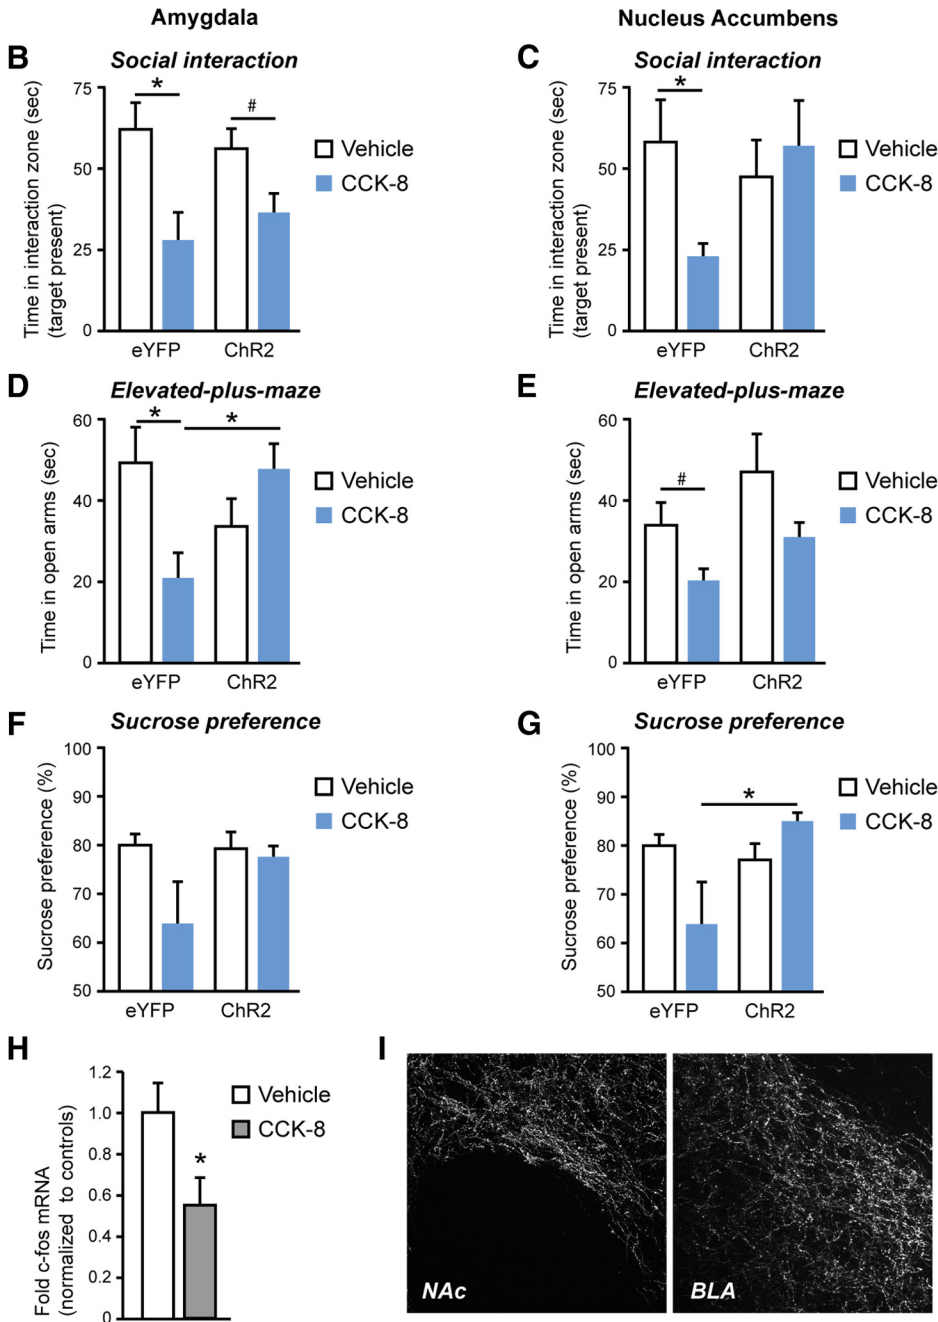 Amygdala
Nucleus Accumbens
B
Social interaction
Time in interaction zone (sec)
(target present)
75
50
25
0
*
#
eYFP
ChR2
Vehicle
CCK-8
C
Social interaction
Time in interaction zone (sec)
(target present)
75
50
25
0
*
eYFP
ChR2
Vehicle
CCK-8
D
Elevated-plus-maze
Time in open arms (sec)
60
40
20
0
*
*
eYFP
ChR2
Vehicle
CCK-8
E
Elevated-plus-maze
Time in open arms (sec)
60
40
20
0
#
eYFP
ChR2
Vehicle
CCK-8
F
Sucrose preference
Sucrose preference (%)
100
90
80
70
60
50
eYFP
ChR2
Vehicle
CCK-8
G
Sucrose preference
Sucrose preference (%)
100
90
80
70
60
50
*
eYFP
ChR2
Vehicle
CCK-8
H
Fold c-fos mRNA
(normalized to controls)
1.2
1.0
0.8
0.6
0.4
0.2
0
*
Vehicle
CCK-8
I
NAc
BLA